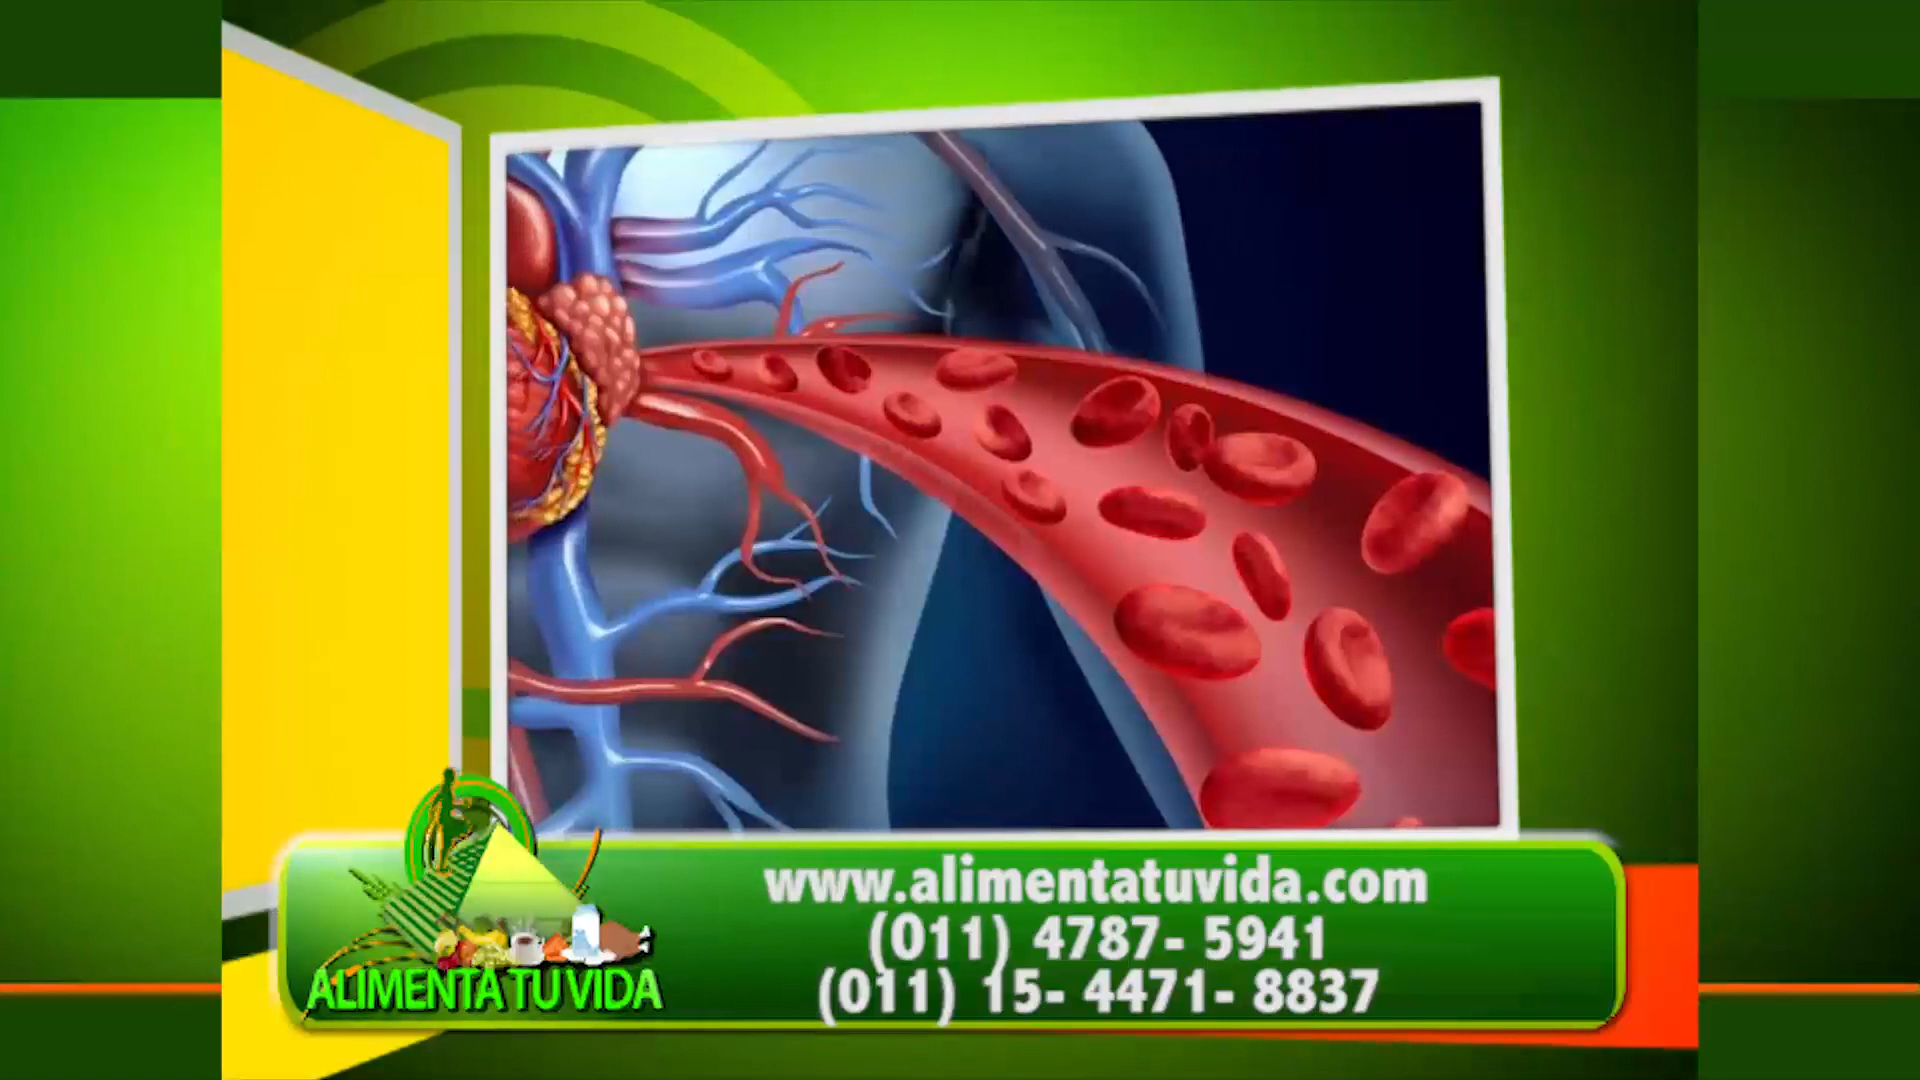 www.alimentatuvida.com
(011) 4787- 5941
(011) 15- 4471- 8837
ALIMENTA TU VIDA